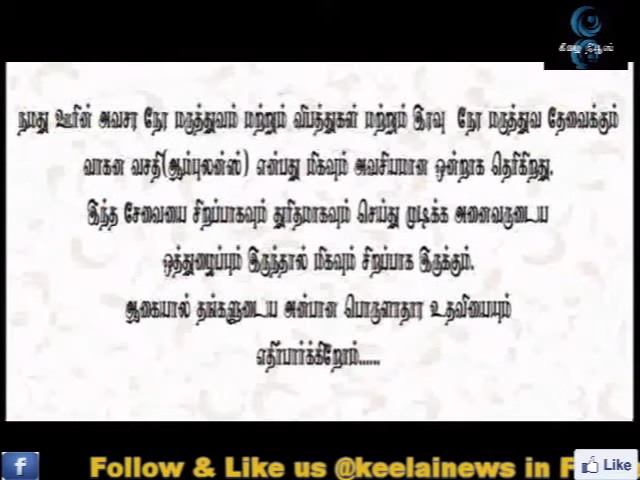 கீழை நியூஸ்
நமது ஊரின் அவசர நேர மருத்துவம் மற்றும் விபத்துகள் மற்றும் இரவு நேர மருத்துவ தேவைக்கும்
வாகன வசதி(ஆம்புலன்ஸ்) என்பது மிகவும் அவசியமான ஒன்றாக தெரிகிறது.
இந்த சேவையை சிறப்பாகவும் துரிதமாகவும் செய்து முடிக்க அனைவருடைய
ஒத்துழைப்பும் இருந்தால் மிகவும் சிறப்பாக இருக்கும்.
ஆகையால் தங்களுடைய அன்பான பொருளாதார உதவியையும்
எதிர்பார்க்கிறோம்......
f Follow & Like us @keelainews in F Like